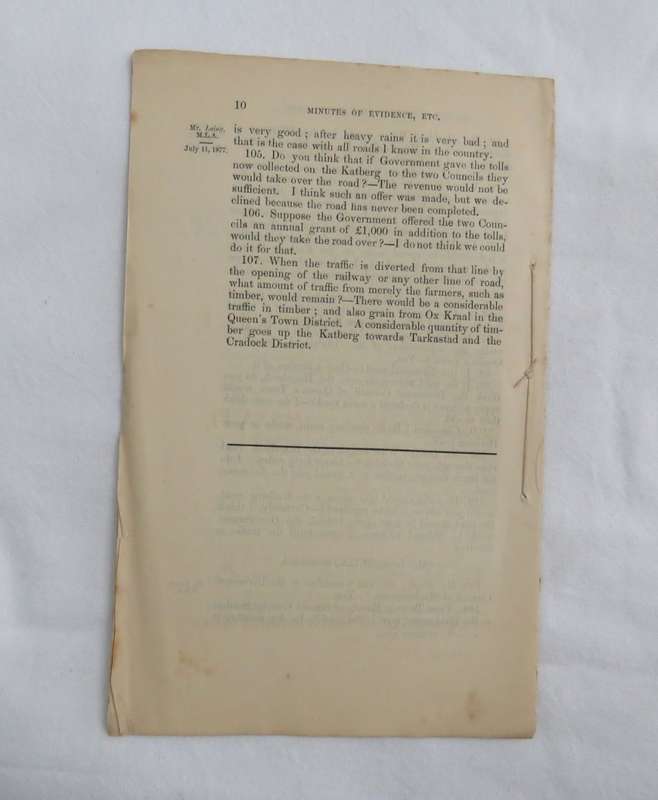 10
MINUTES OF EVIDENCE, ETC.
Mr. Laing,
M.L.A.
July 11, 1877.
is very good ; after heavy rains it is very bad ; and
that is the case with all roads I know in the country.
105. Do you think that if Government gave the tolls
now collected on the Katberg to the two Councils they
would take over the road ?—The revenue would not be
sufficient. I think such an offer was made, but we de-
clined because the road has never been completed.
106. Suppose the Government offered the two Coun-
cils an annual grant of £1,000 in addition to the tolls,
would they take the road over ?—I do not think we could
do it for that.
107. When the traffic is diverted from that line by
the opening of the railway or any other line of road,
what amount of traffic from merely the farmers, such as
timber, would remain ?—There would be a considerable
traffic in timber ; and also grain from Ox Kraal in the
Queen's Town District. A considerable quantity of tim-
ber goes up the Katberg towards Tarkastad and the
Cradock District.